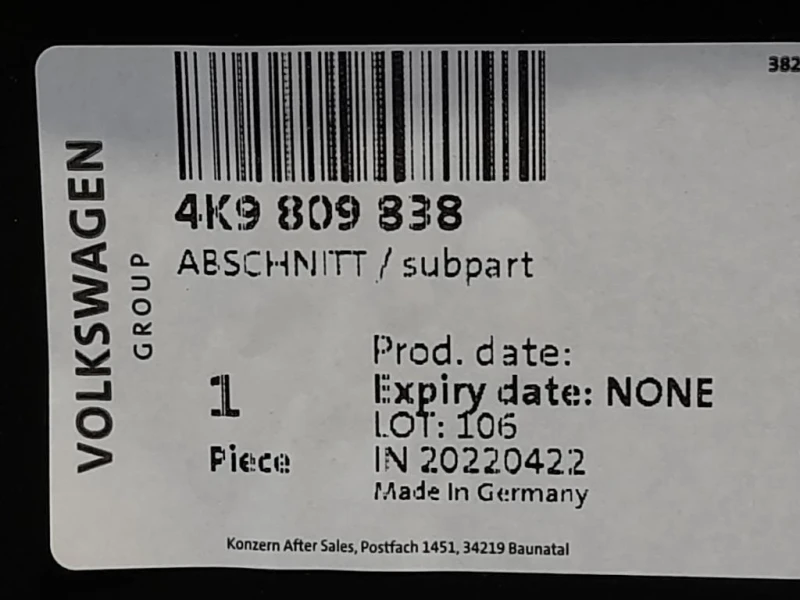 382
VOLKSWAGEN
GROUP
4K9 809 838
ABSCHNITT / subpart
1
Piece
Prod. date:
Expiry date: NONE
LOT: 106
IN 20220422
Made In Germany
Konzern After Sales, Postfach 1451, 34219 Baunatal